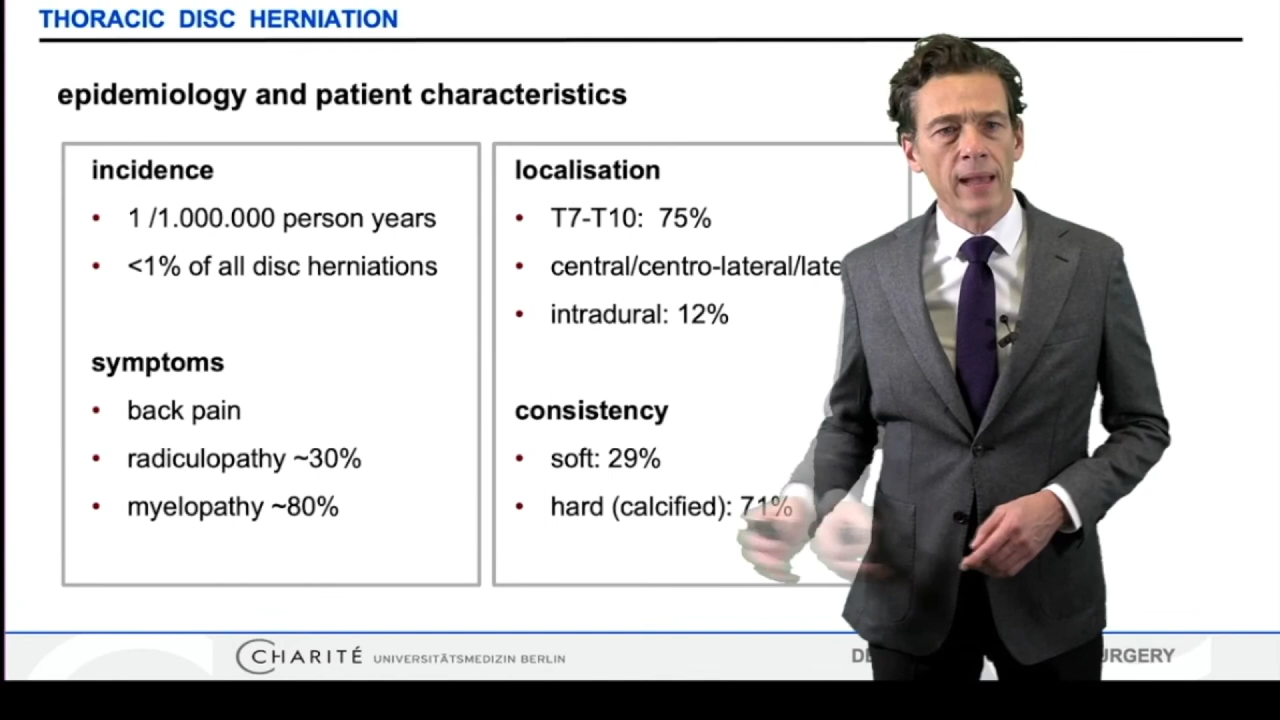 THORACIC DISC HERNIATION
epidemiology and patient characteristics
incidence
• 1 /1.000.000 person years
• <1% of all disc herniations
symptoms
• back pain
• radiculopathy ~30%
• myelopathy ~80%
localisation
• T7-T10: 75%
• central/centro-lateral/late
• intradural: 12%
consistency
• soft: 29%
• hard (calcified): 71%
CHARITÉ UNIVERSITÄTSMEDIZIN BERLIN